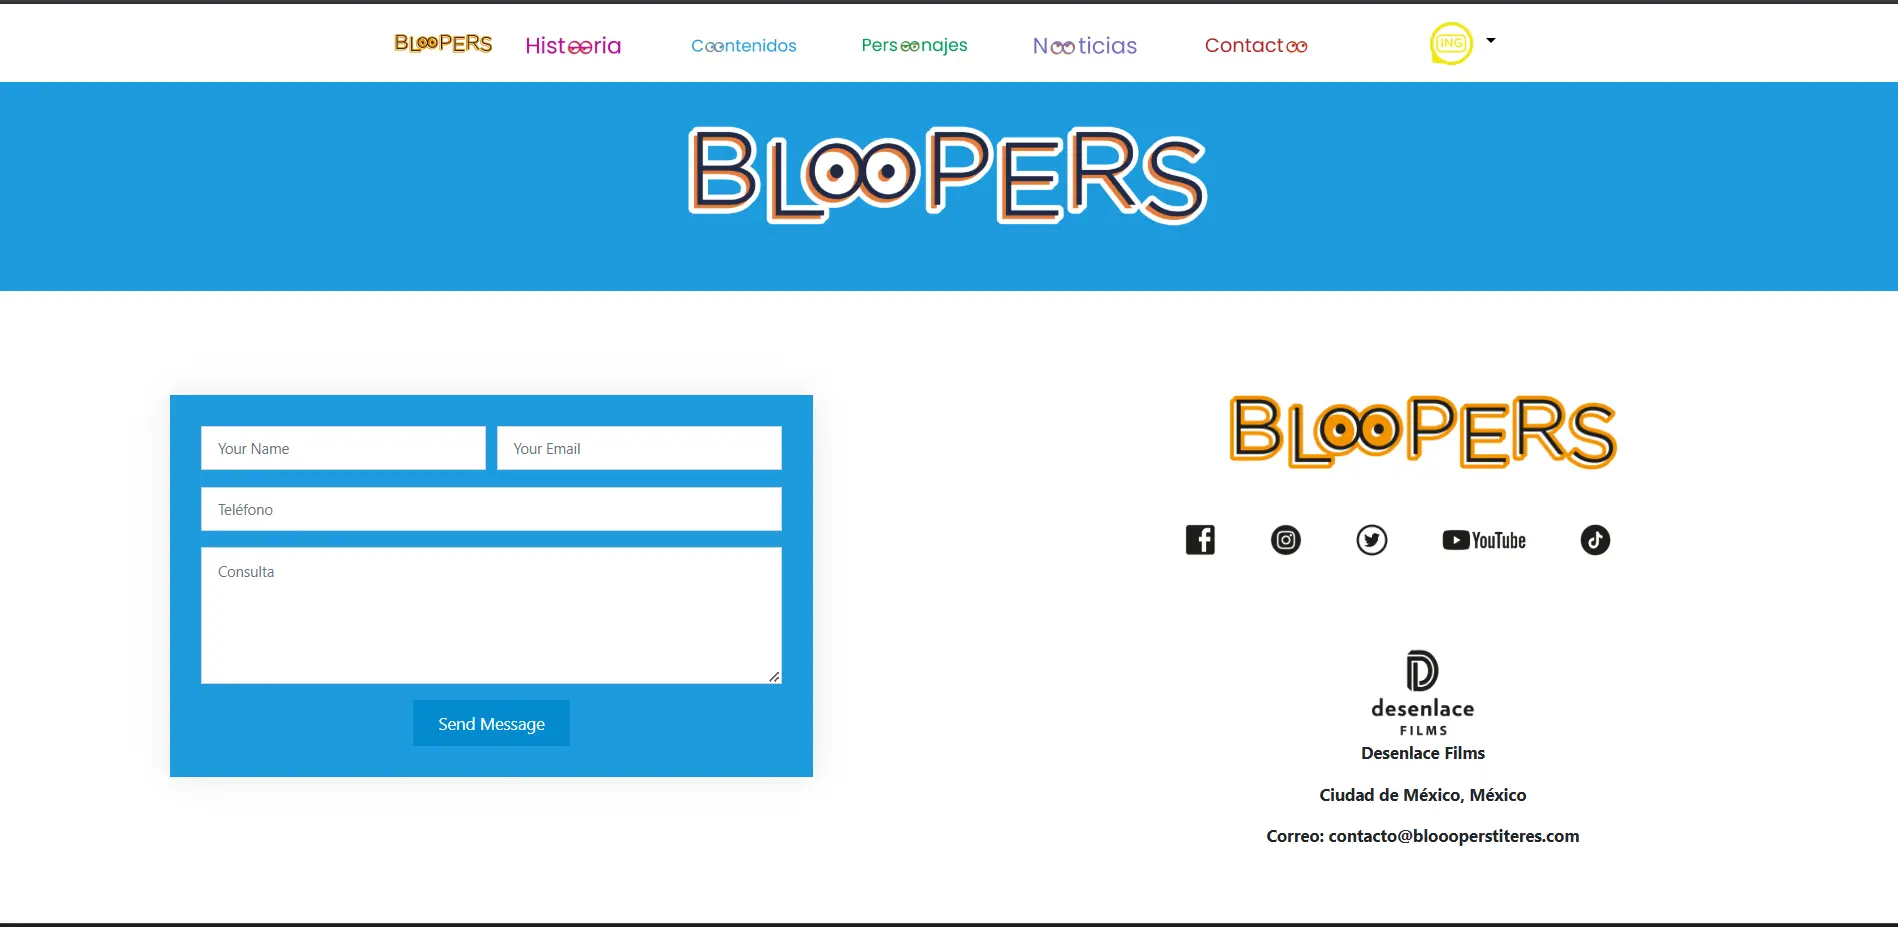 BLOOPERS Histooria Coontenidos Persoonajes Nooticias Contactoo ING
BLOOPERS
Your Name Your Email
Teléfono
Consulta
Send Message
BLOOPERS
YouTube
desenlace
FILMS
Desenlace Films
Ciudad de México, México
Correo: contacto@bloooperstiteres.com